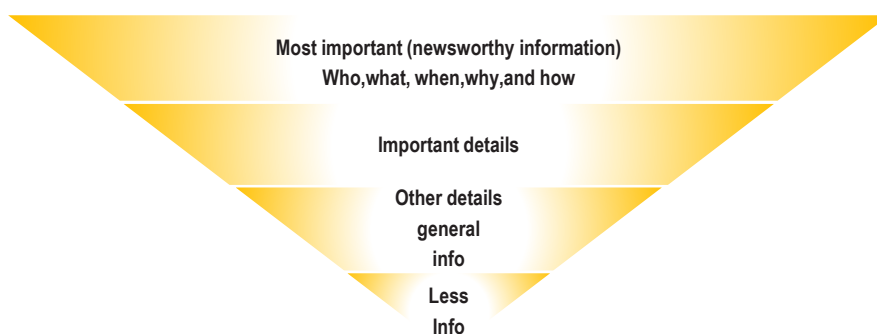 Most important (newsworthy information)
Who,what, when,why,and how
Important details
Other details
general
info
Less
Info